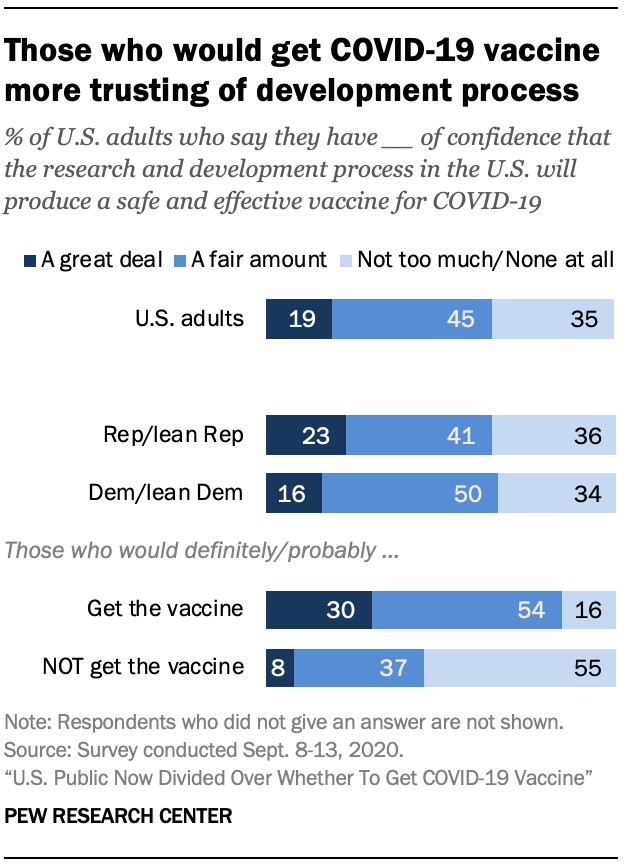 Those who would get COVID-19 vaccine
more trusting of development process
% of U.S. adults who say they have __ of confidence that
the research and development process in the U.S. will
produce a safe and effective vaccine for COVID-19
A great deal A fair amount Not too much/None at all
U.S. adults 19 45 35
Rep/lean Rep 23 41 36
Dem/lean Dem 16 50 34
Those who would definitely/probably ...
Get the vaccine 30 54 16
NOT get the vaccine 8 37 55
Note: Respondents who did not give an answer are not shown.
Source: Survey conducted Sept. 8-13, 2020.
“U.S. Public Now Divided Over Whether To Get COVID-19 Vaccine”
PEW RESEARCH CENTER